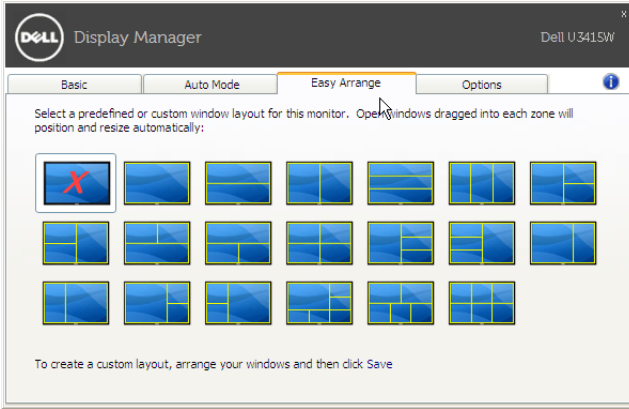 DELL Display Manager
x
Dell U3415W
Basic Auto Mode Easy Arrange Options i
Select a predefined or custom window layout for this monitor. Open windows dragged into each zone will
position and resize automatically:
X
To create a custom layout, arrange your windows and then click Save